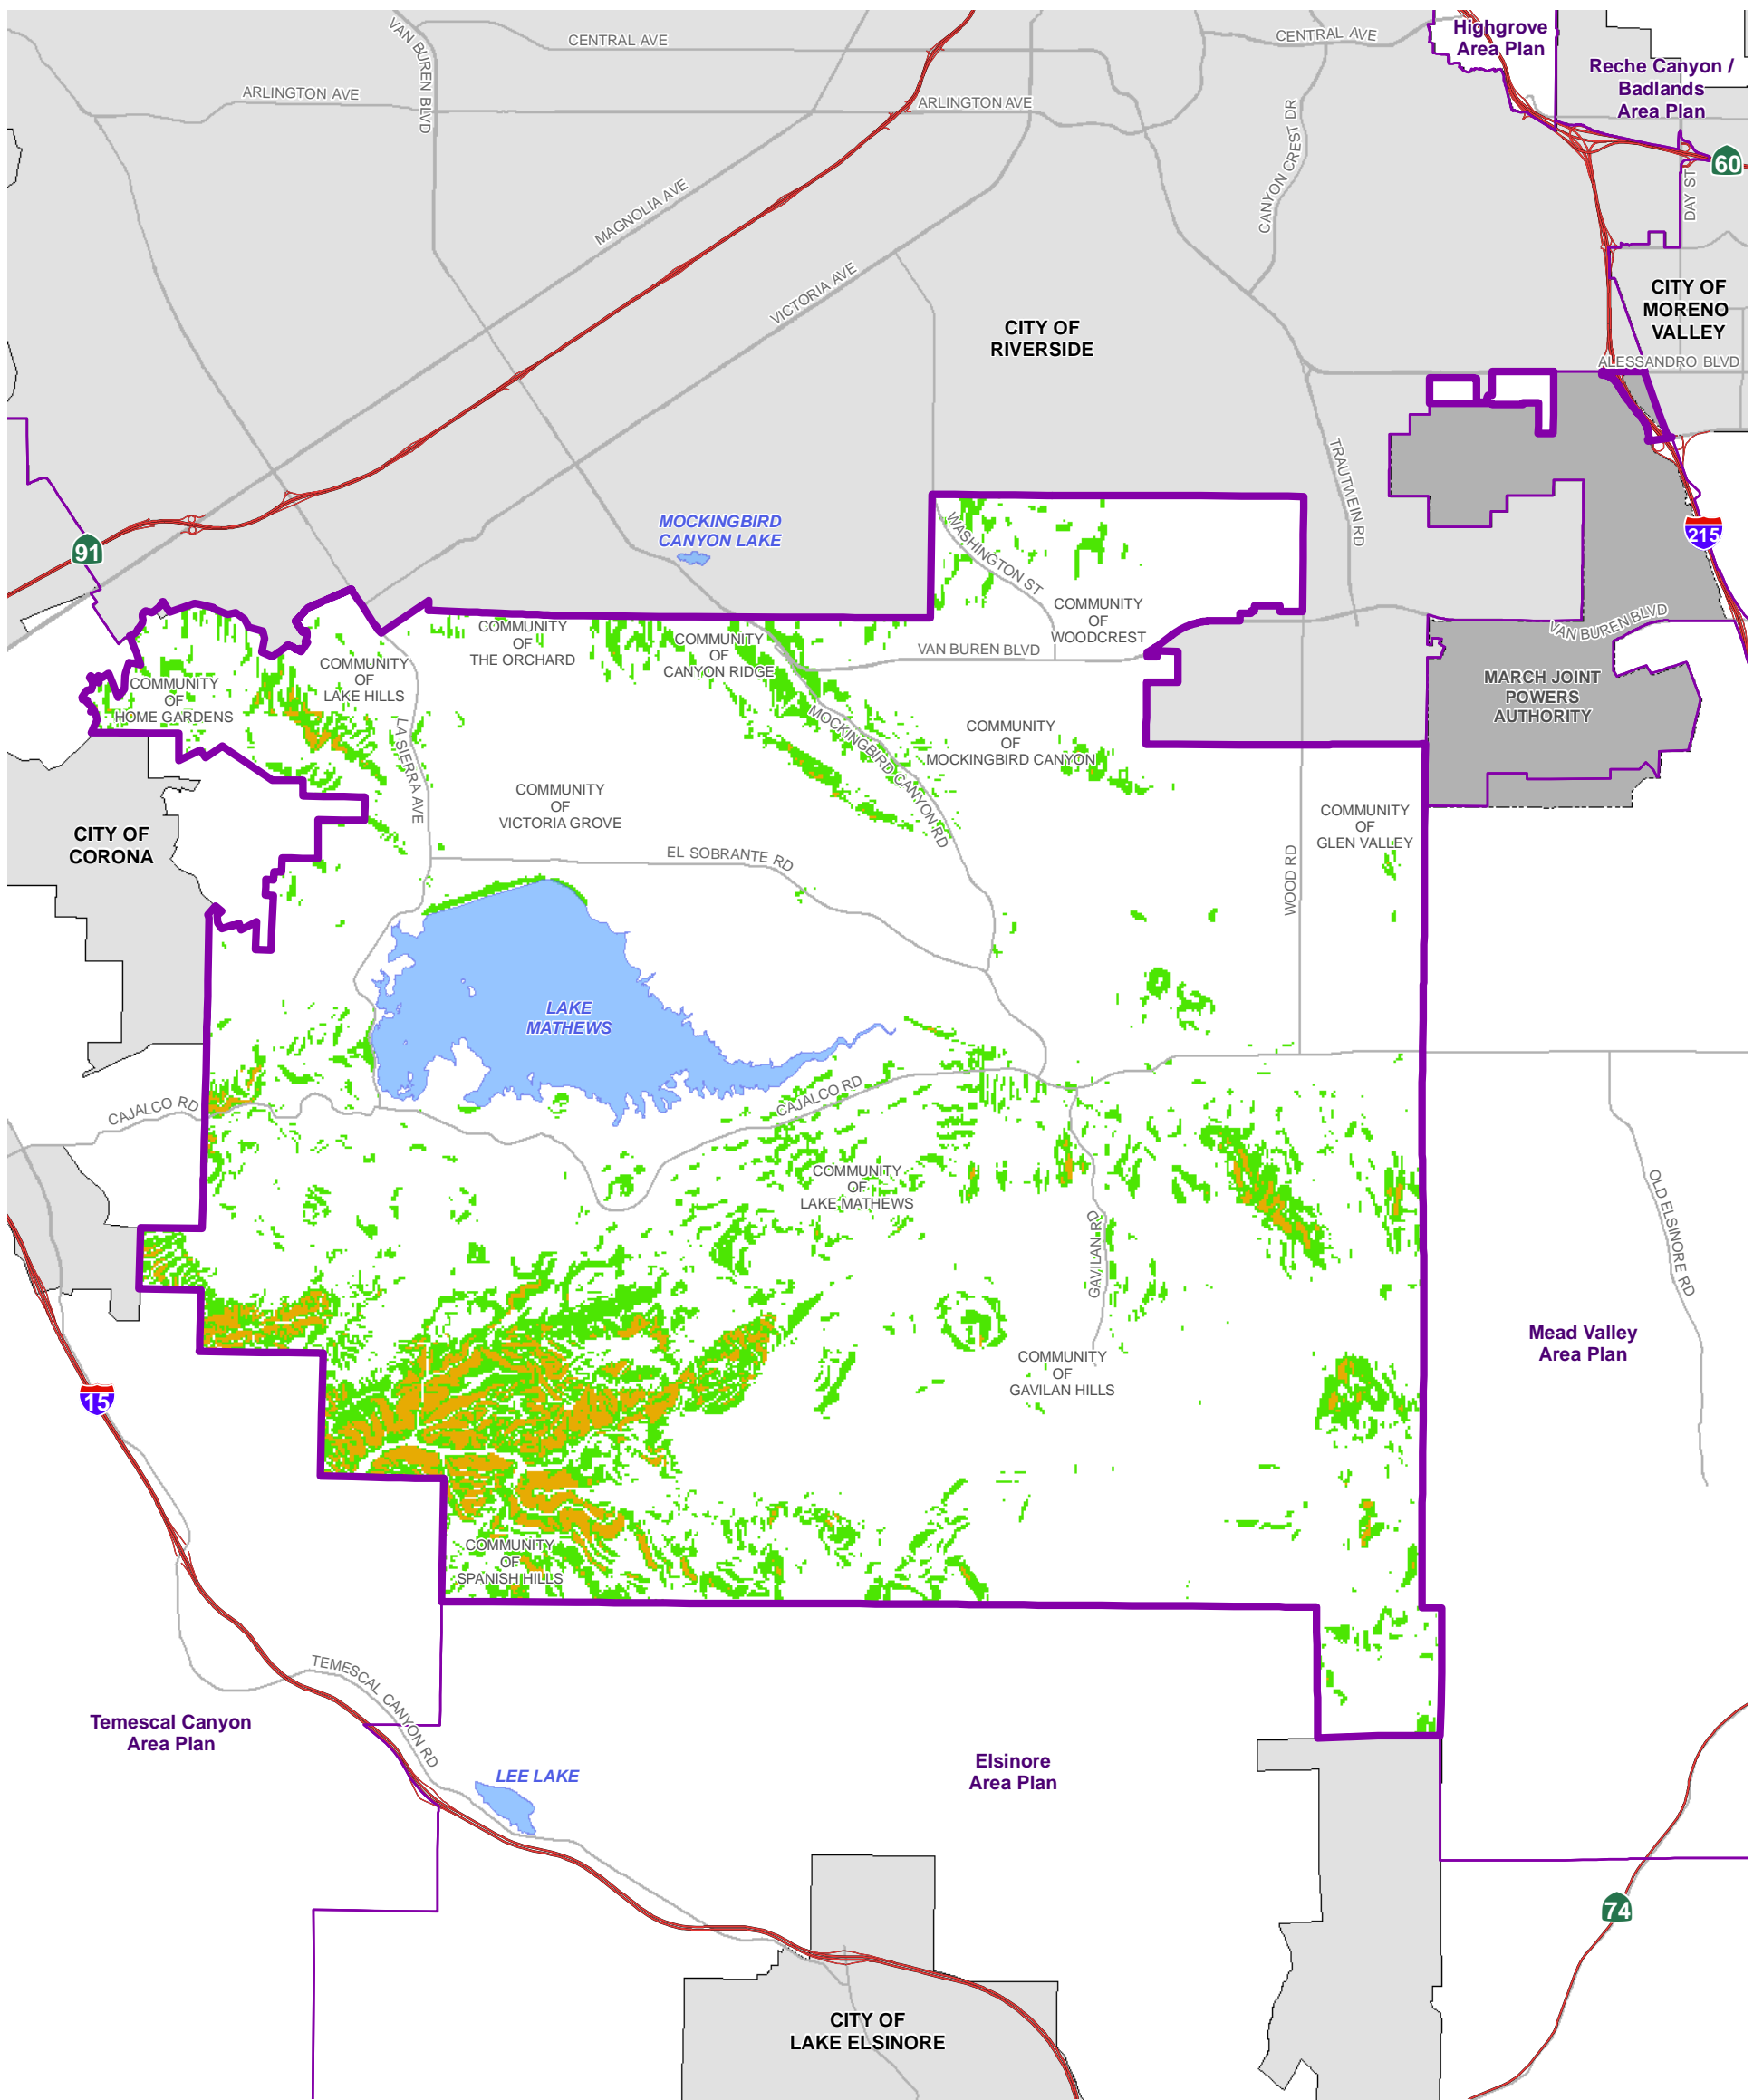 VAN BUREN BLVD
CENTRAL AVE
CENTRAL AVE
Highgrove
Area Plan
Reche Canyon /
Badlands
Area Plan
ARLINGTON AVE
ARLINGTON AVE
CANYON CREST DR
60
DAY ST
MAGNOLIA AVE
VICTORIA AVE
CITY OF
RIVERSIDE
CITY OF
MORENO
VALLEY
ALESSANDRO BLVD
TRAUTWEIN RD
91
MOCKINGBIRD
CANYON LAKE
WASHINGTON ST
215
COMMUNITY
OF
WOODCREST
VAN BUREN BLVD
COMMUNITY
OF
THE ORCHARD
COMMUNITY
OF
CANYON RIDGE
VAN BUREN BLVD
COMMUNITY
OF
LAKE HILLS
COMMUNITY
OF
HOME GARDENS
MARCH JOINT
POWERS
AUTHORITY
LA SIERRA AVE
MOCKINGBIRD CANYON RD
COMMUNITY
OF
MOCKINGBIRD CANYON
COMMUNITY
OF
VICTORIA GROVE
COMMUNITY
OF
GLEN VALLEY
CITY OF
CORONA
EL SOBRANTE RD
WOOD RD
LAKE
MATHEWS
CAJALCO RD
CAJALCO RD
COMMUNITY
OF
LAKE MATHEWS
OLD ELSINORE RD
GAVILAN RD
Mead Valley
Area Plan
COMMUNITY
OF
GAVILAN HILLS
15
COMMUNITY
OF
SPANISH HILLS
TEMESCAL CANYON RD
Temescal Canyon
Area Plan
LEE LAKE
Elsinore
Area Plan
74
CITY OF
LAKE ELSINORE